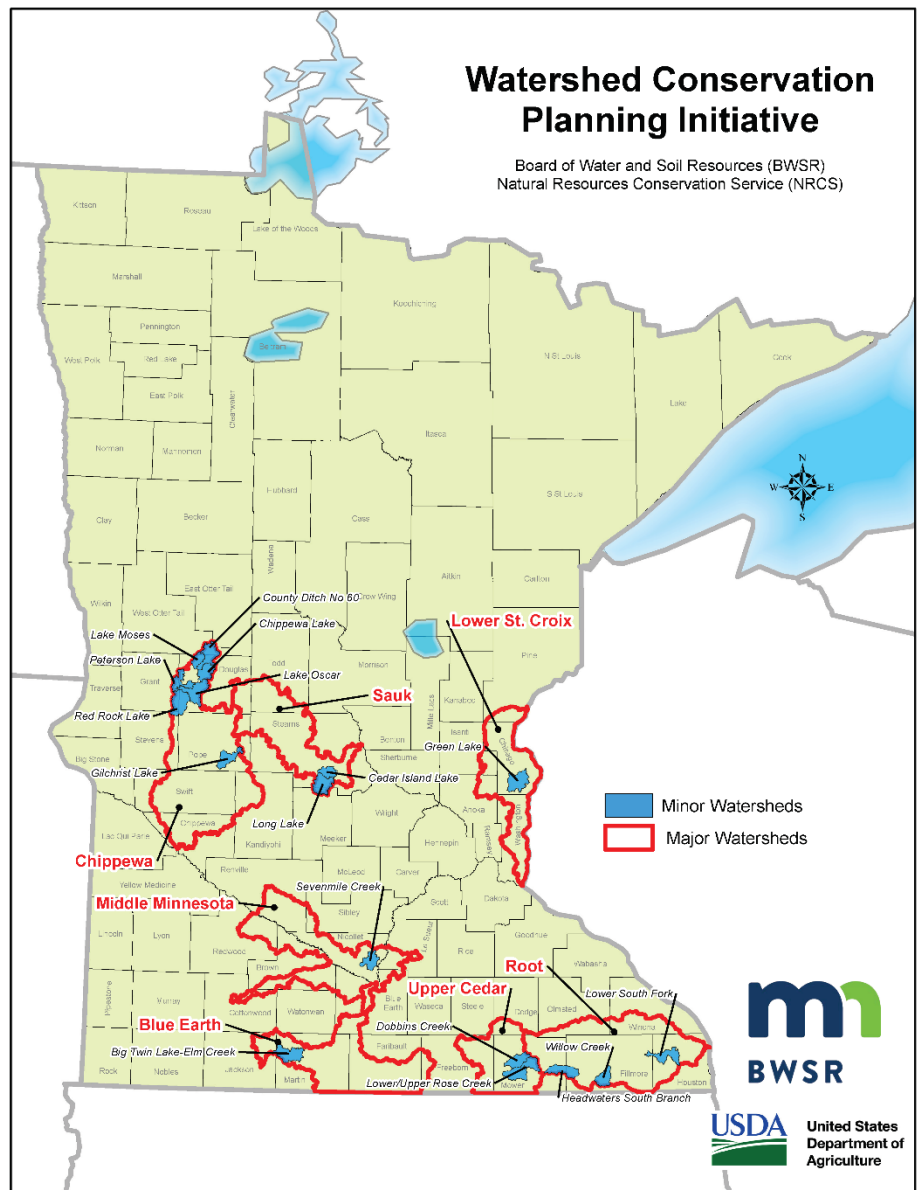 Watershed Conservation
Planning Initiative
Board of Water and Soil Resources (BWSR)
Natural Resources Conservation Service (NRCS)
Kittson
Roseau
Lake of the Woods
Marshall
Koochiching
Pennington
Beltrami
N St Louis
Cook
Lake
West Polk
Red Lake
East Polk
Clearwater
Itasca
Norman
Mahnomen
N
W
E
S
Hubbard
S St Louis
Clay
Becker
Cass
Wadena
Aitkin
Carlton
Crow Wing
East Otter Tail
Wilkin
West Otter Tail
County Ditch No 60
Lake Moses
Chippewa Lake
Lower St. Croix
Peterson Lake
Grant
Douglas
Todd
Morrison
Pine
Traverse
Lake Oscar
Sauk
Mille Lacs
Kanabec
Red Rock Lake
Stearns
Benton
Isanti
Chisago
Stevens
Pope
Green Lake
Big Stone
Sherburne
Gilchrist Lake
Cedar Island Lake
Swift
Long Lake
Wright
Anoka
Washington
Minor Watersheds
Chippewa
Meeker
Hennepin
Ramsey
Major Watersheds
Lac Qui Parle
Kandiyohi
Chippewa
Renville
McLeod
Carver
Yellow Medicine
Sevenmile Creek
Dakota
Middle Minnesota
Sibley
Scott
Lincoln
Lyon
Nicollet
Le Sueur
Rice
Goodhue
Redwood
Wabasha
Brown
Root
Pipestone
Murray
Cottonwood
Watonwan
Blue
Earth
Waseca
Steele
Upper Cedar
Dodge
Olmsted
Lower South Fork
Winona
Blue Earth
Dobbins Creek
Willow Creek
Big Twin Lake-Elm Creek
Faribault
Freeborn
Fillmore
Rock
Nobles
Jackson
Martin
Lower/Upper Rose Creek
Mower
Houston
Headwaters South Branch
mn
BWSR
USDA
United States
Department of
Agriculture